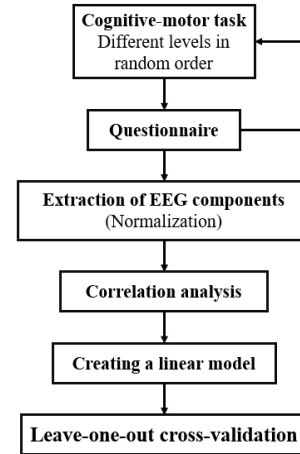 Cognitive-motor task
Different levels in
random order
Questionnaire
Extraction of EEG components
(Normalization)
Correlation analysis
Creating a linear model
Leave-one-out cross-validation